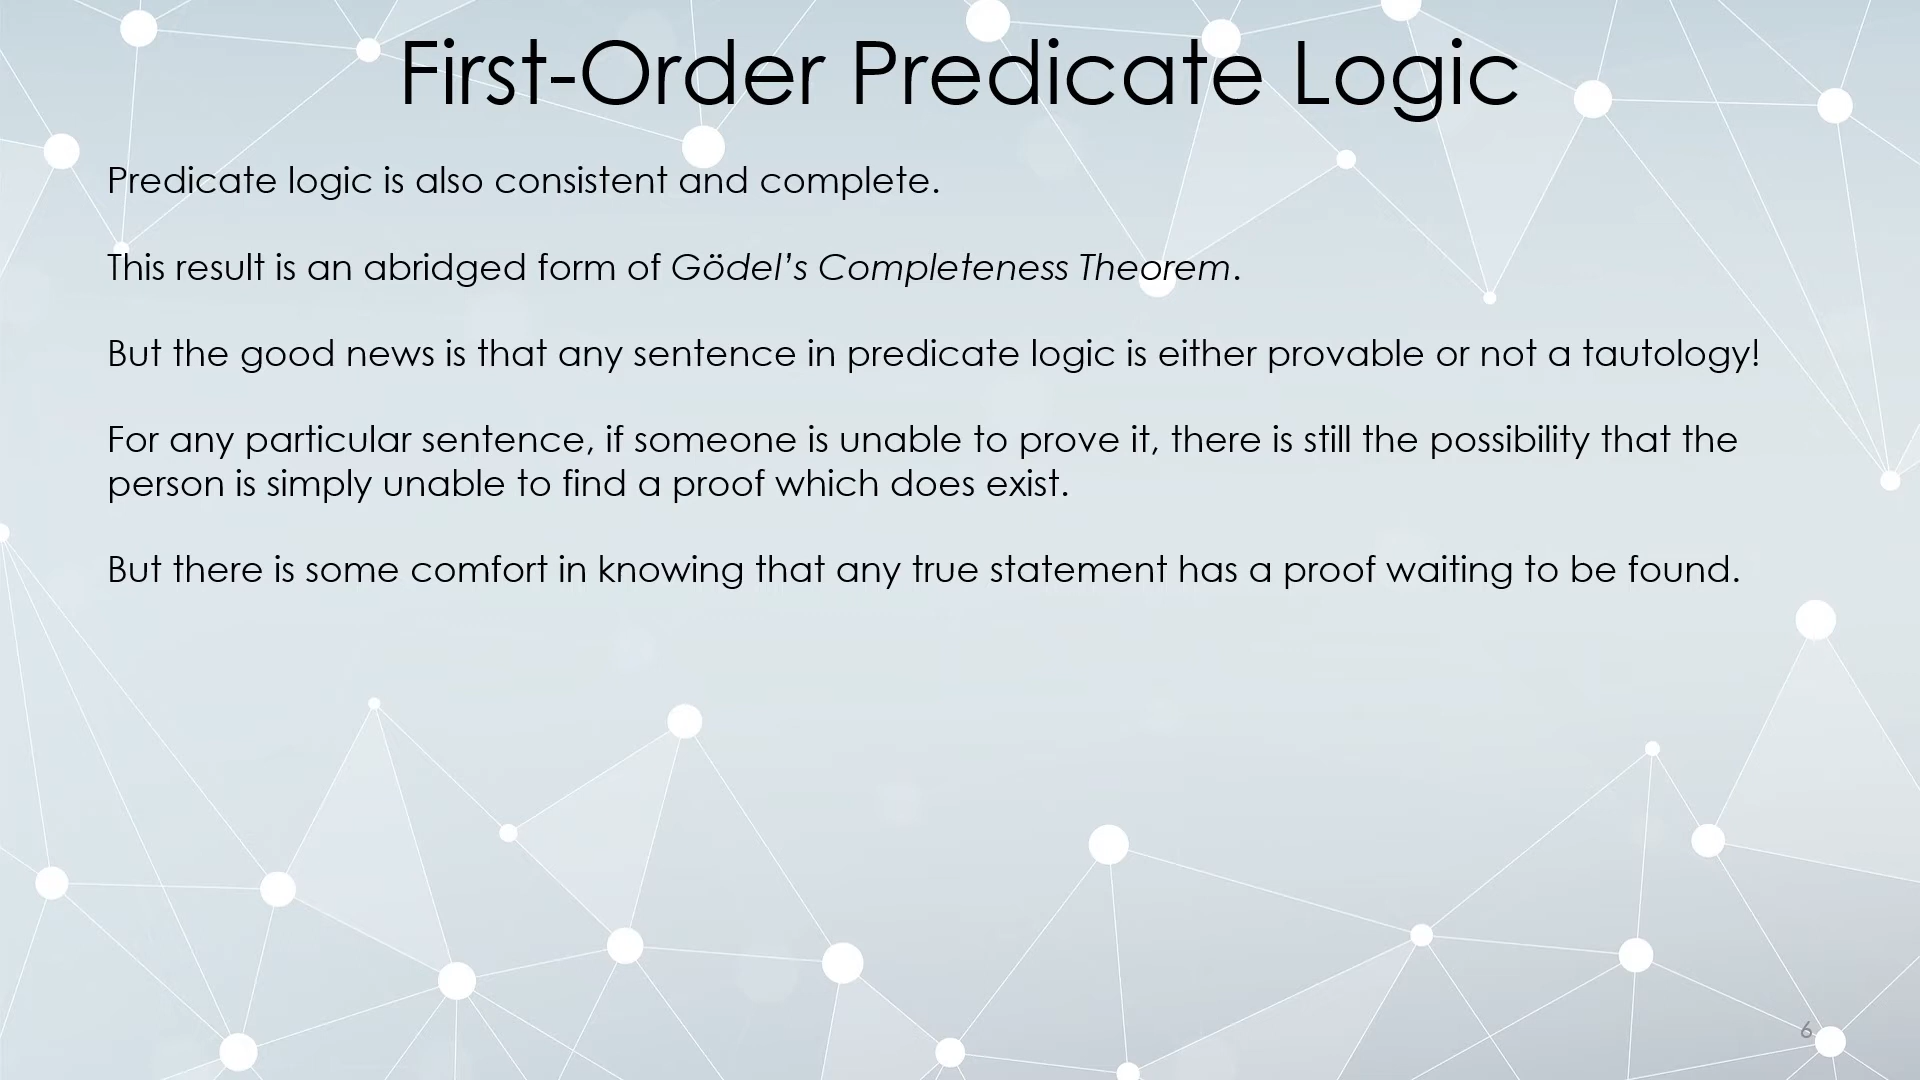 First-Order Predicate Logic
Predicate logic is also consistent and complete.
This result is an abridged form of Gödel’s Completeness Theorem.
But the good news is that any sentence in predicate logic is either provable or not a tautology!
For any particular sentence, if someone is unable to prove it, there is still the possibility that the
person is simply unable to find a proof which does exist.
But there is some comfort in knowing that any true statement has a proof waiting to be found.
6